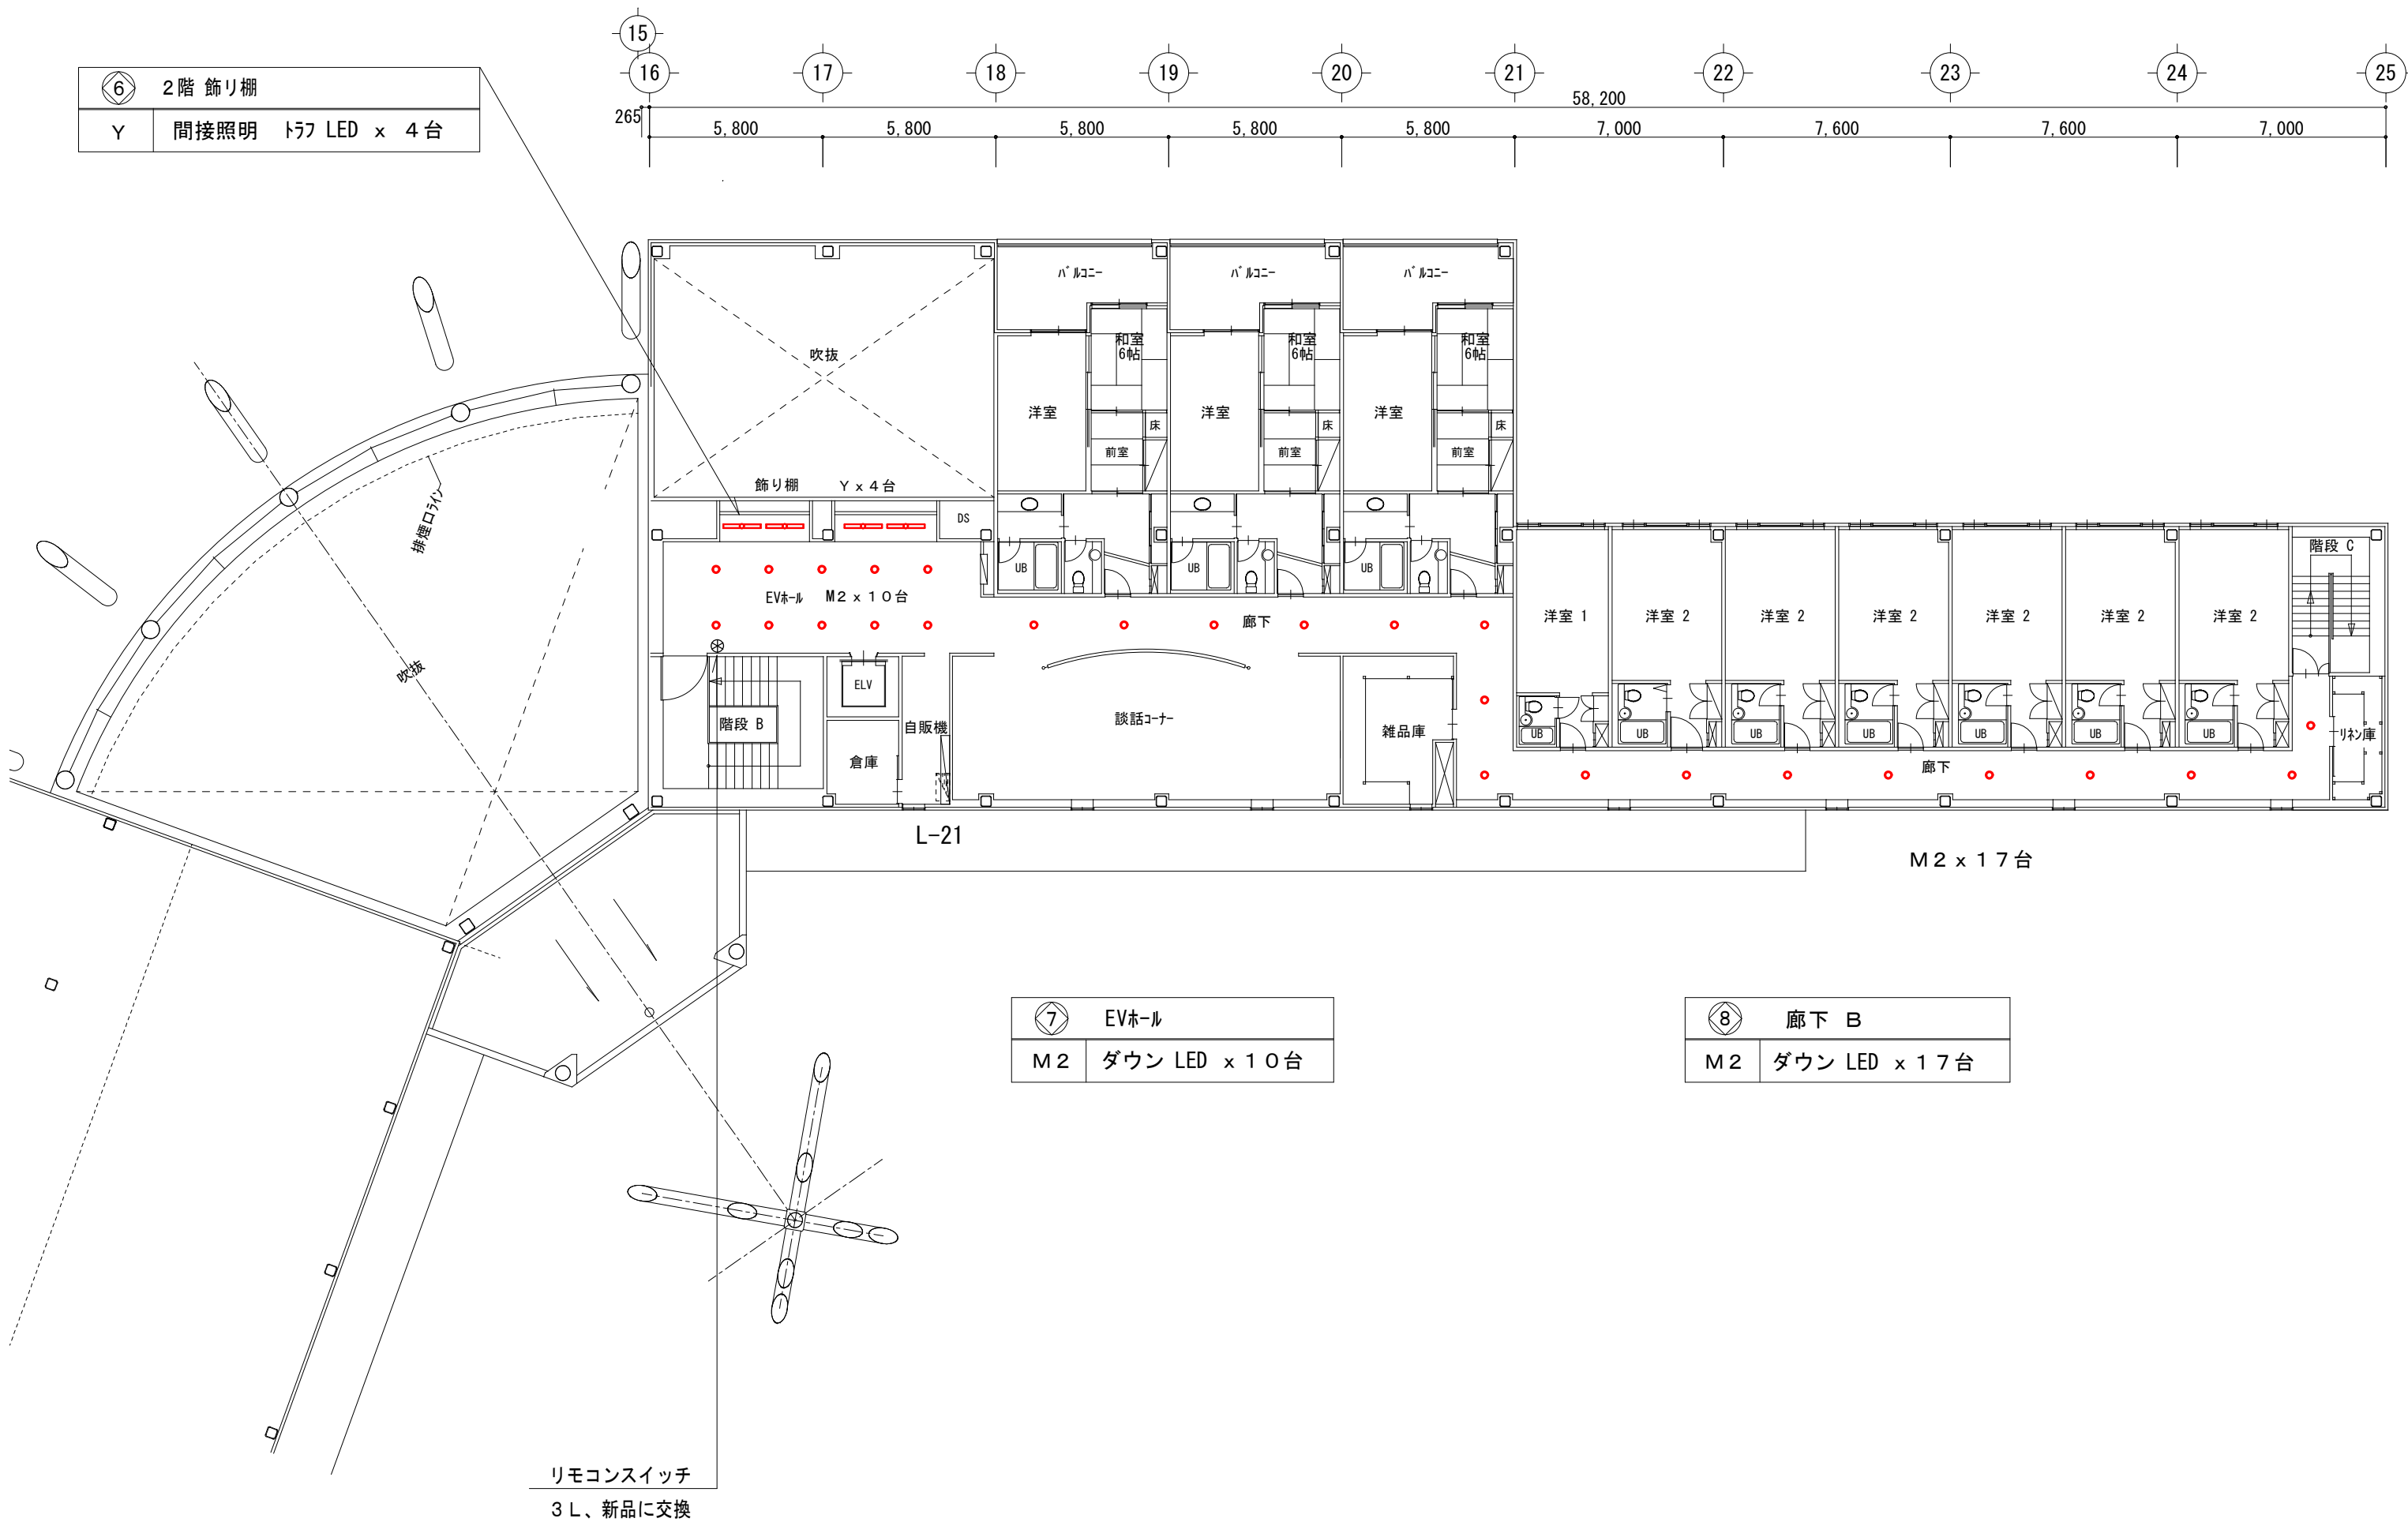 15
16 17 18 19 20 21 22 23 24 25
58,200
265
5,800 5,800 5,800 5,800 5,800 7,000 7,600 7,600 7,000
6 2階 飾り棚
Y 間接照明 ﾄﾗﾌ LED x 4台
ﾊﾞﾙｺﾆｰ ﾊﾞﾙｺﾆｰ ﾊﾞﾙｺﾆｰ
吹抜
和室 和室 和室
6帖 6帖 6帖
洋室 洋室 洋室
床 床 床
前室 前室 前室
飾り棚 Yx4台
DS
排煙口ﾗｲﾝ
UB UB UB
EVﾎｰﾙ M2x10台
廊下
階段 C
洋室 1 洋室 2 洋室 2 洋室 2 洋室 2 洋室 2 洋室 2
吹抜
ELV
階段 B
自販機
談話ｺｰﾅｰ
雑品庫
倉庫
UB UB UB UB UB UB UB
ﾘﾈﾝ庫
廊下
L-21
M2x17台
7 EVﾎｰﾙ
M2 ダウン LED x10台
8 廊下 B
M2 ダウン LED x17台
リモコンスイッチ
3L、新品に交換